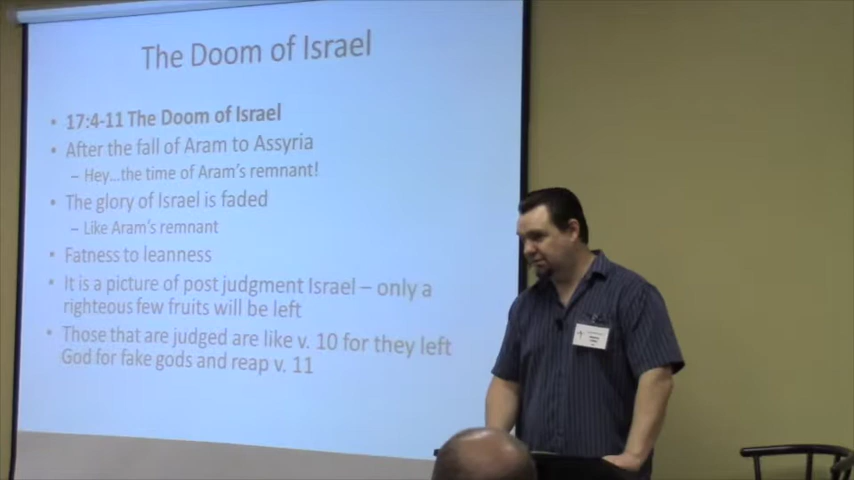 The Doom of Israel
• 17:4-11 The Doom of Israel
• After the fall of Aram to Assyria
– Hey...the time of Aram's remnant!
• The glory of Israel is faded
– Like Aram's remnant
• Fatness to leanness
• It is a picture of post judgment Israel – only a
righteous few fruits will be left
• Those that are judged are like v. 10 for they left
God for fake gods and reap v. 11